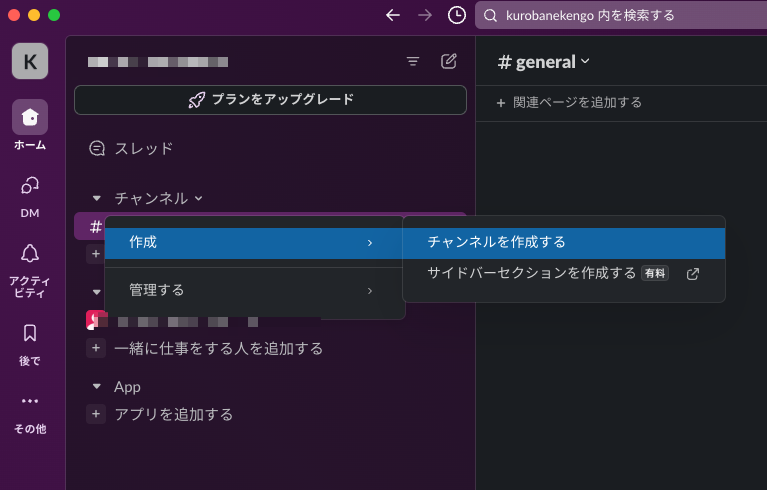 kurobanekengo 内を検索する
K
# general
プランをアップグレード
+ 関連ページを追加する
ホーム
スレッド
DM
チャンネル
#
作成
チャンネルを作成する
サイドバーセクションを作成する 有料
アクティ
ビティ
管理する
後で
+ 一緒に仕事をする人を追加する
App
+ アプリを追加する
その他